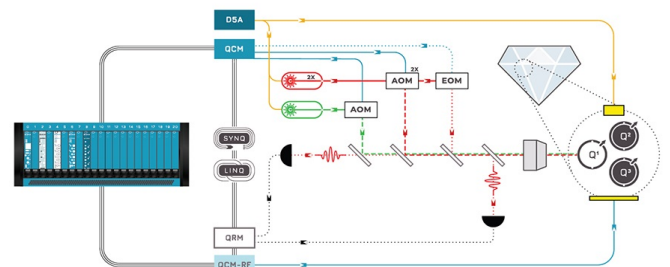 D5A
QCM
2X
2X
AOM
EOM
AOM
SYNQ
LINQ
Q²
Q¹
Q³
QRM
QCM-RF